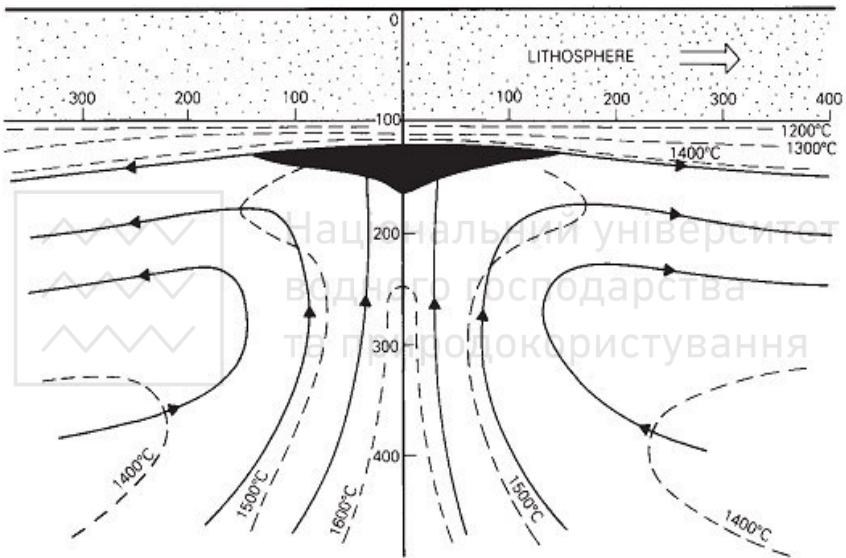 0
LITHOSPHERE
300 200 100 100 200 300 400
100
1200°C
1300°C
1400°C
200
Національний університет
водного господарства
300
та природокористування
400
1400°C
1500°C
1600°C
1500°C
1400°C